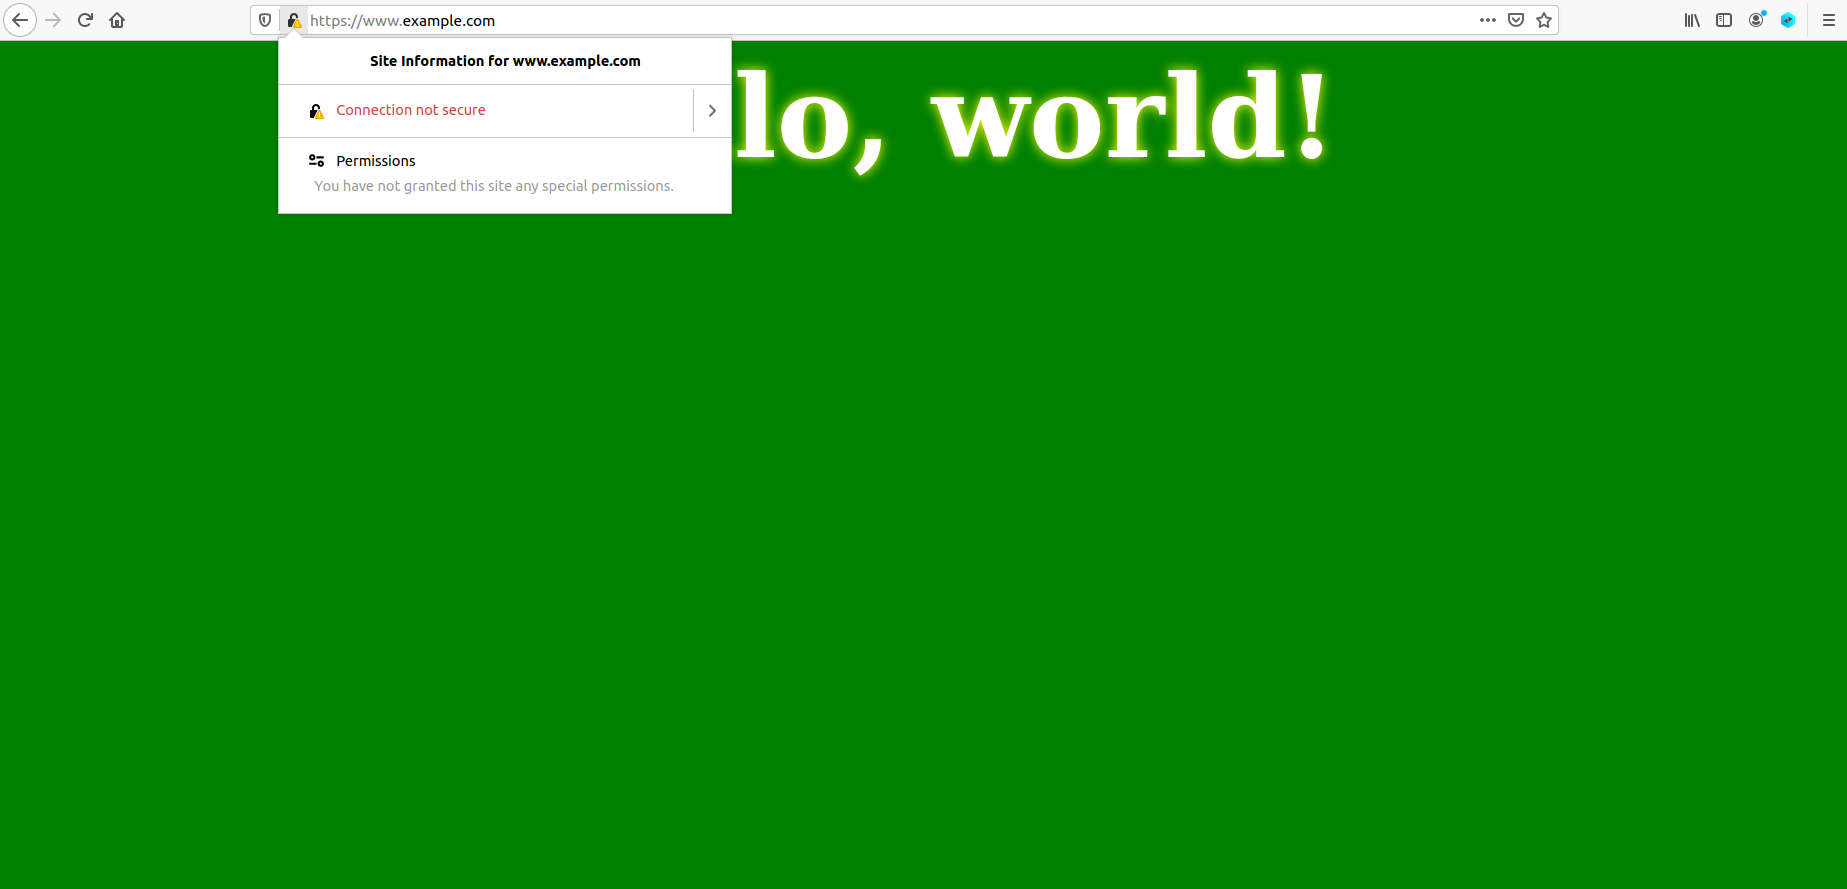 https://www.example.com
Site Information for www.example.com
Connection not secure
Permissions
You have not granted this site any special permissions.
lo, world!